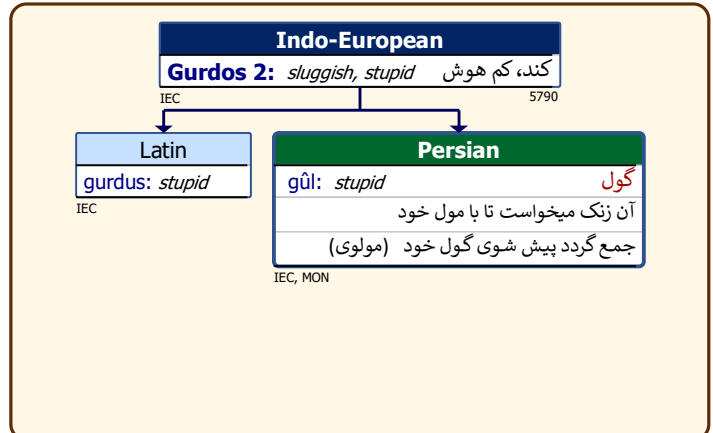 Indo-European
Gurdos 2: sluggish, stupid کند، کم هوش
IEC 5790
Latin
gurdus: stupid
IEC
Persian
gûl: stupid گول
آن زنک میخواست تا با مول خود
جمع گردد پیش شوی گول خود (مولوی)
IEC, MON